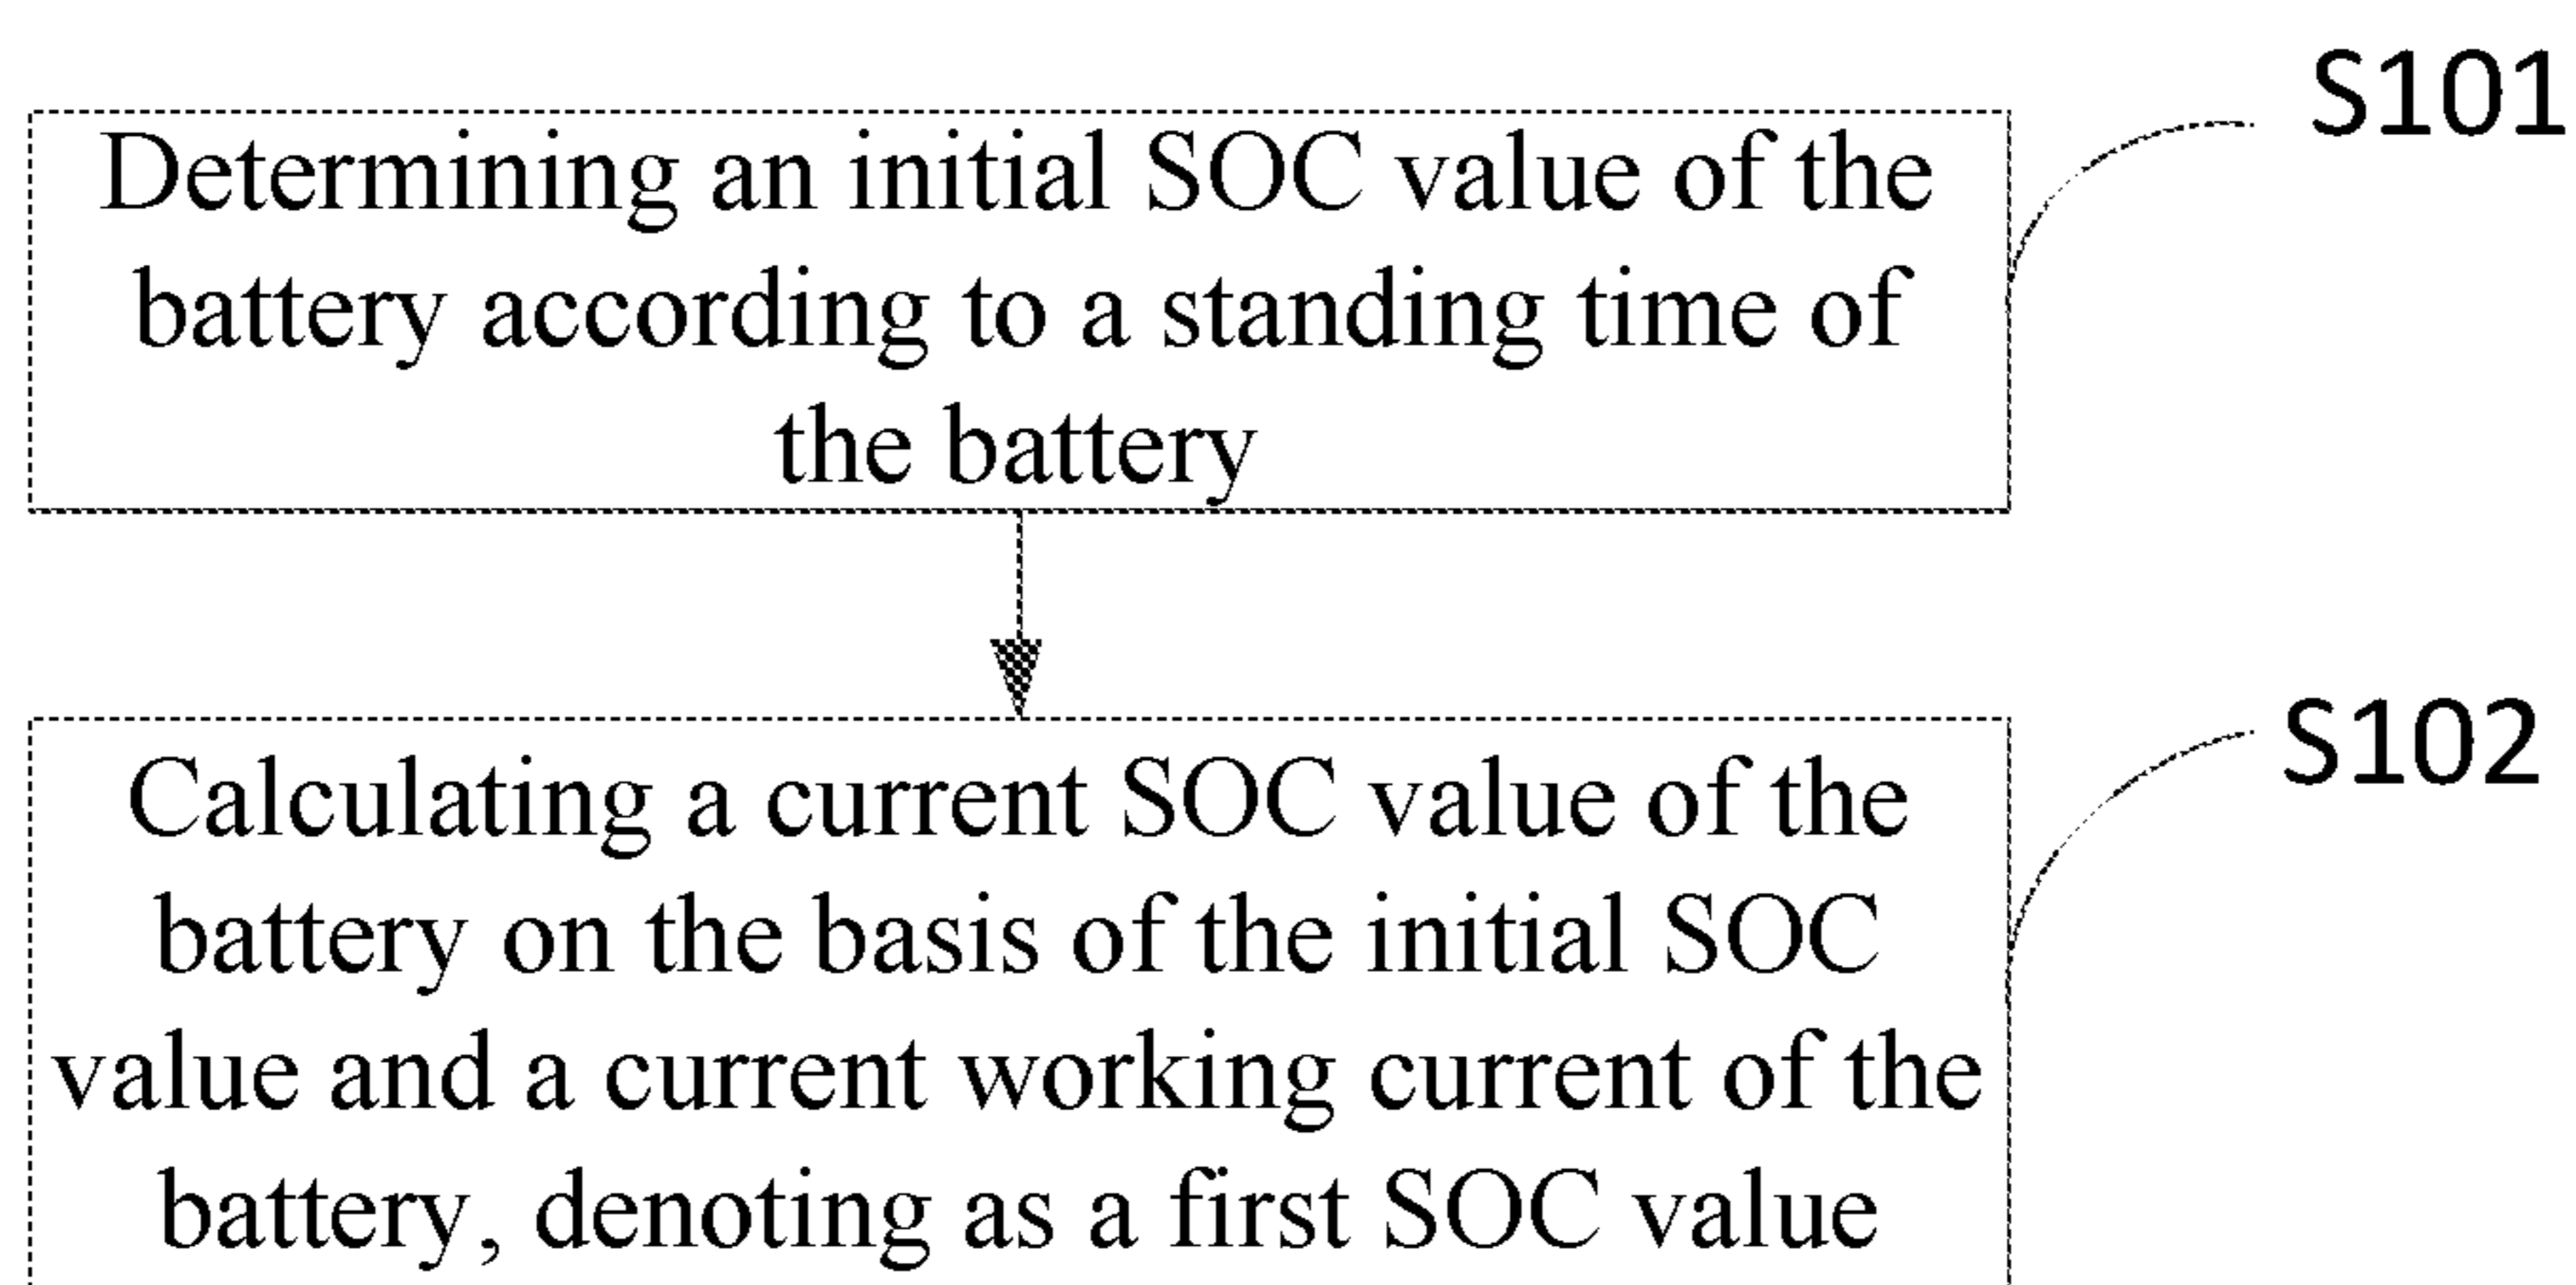 S101
Determining an initial SOC value of the
battery according to a standing time of
the battery
S102
Calculating a current SOC value of the
battery on the basis of the initial SOC
value and a current working current of the
battery, denoting as a first SOC value